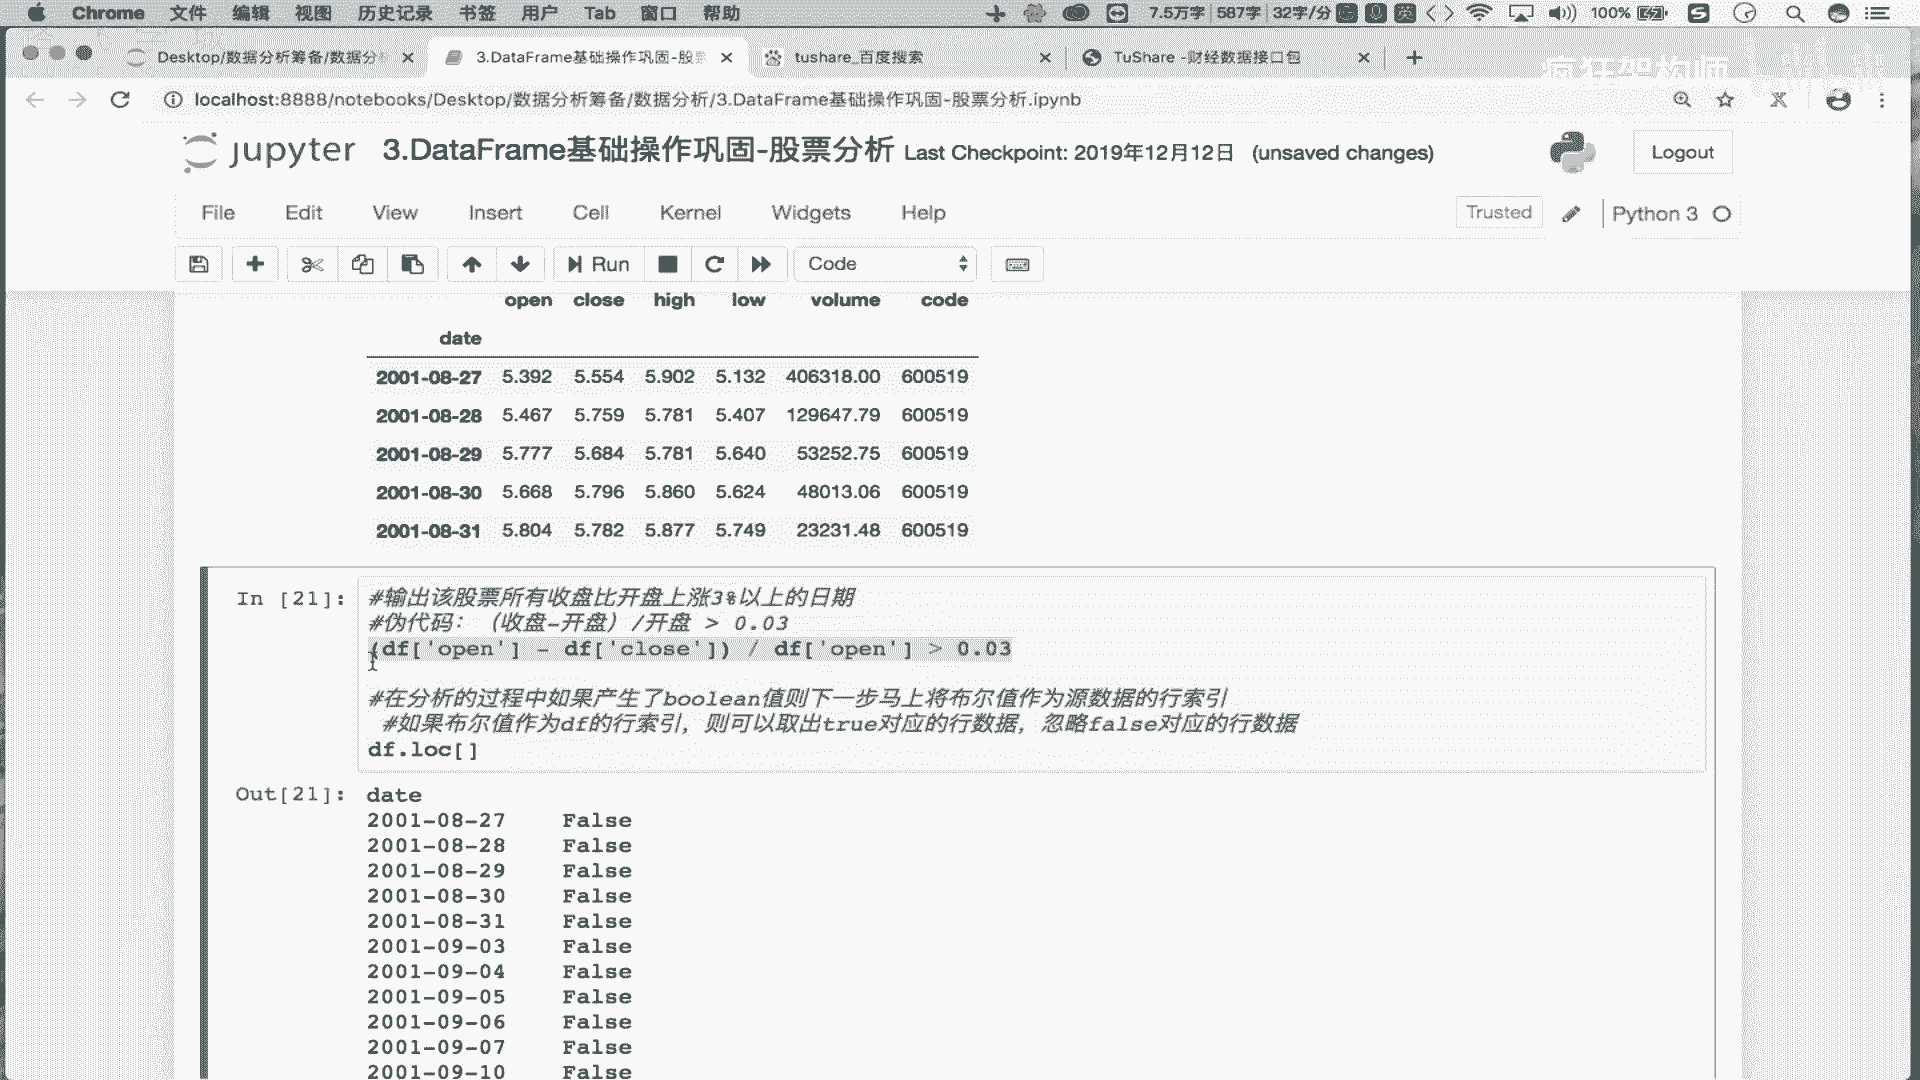 Chrome 文件 编辑 视图 历史记录 书签 用户 Tab 窗口 帮助 7.5万字 587字 32字/分 英 100%
Desktop/数据分析筹备/数据分析 3.DataFrame基础操作巩固-股票 tushare_百度搜索 TuShare -财经数据接口包
疯狂架构师
localhost:8888/notebooks/Desktop/数据分析筹备/数据分析/3.DataFrame基础操作巩固-股票分析.ipynb
jupyter 3.DataFrame基础操作巩固-股票分析 Last Checkpoint: 2019年12月12日 (unsaved changes) Logout
File Edit View Insert Cell Kernel Widgets Help Trusted Python 3
Run Code
open close high low volume code
date
2001-08-27 5.392 5.554 5.902 5.132 406318.00 600519
2001-08-28 5.467 5.759 5.781 5.407 129647.79 600519
2001-08-29 5.777 5.684 5.781 5.640 53252.75 600519
2001-08-30 5.668 5.796 5.860 5.624 48013.06 600519
2001-08-31 5.804 5.782 5.877 5.749 23231.48 600519
In [21]: #输出该股票所有收盘比开盘上涨3%以上的日期
#伪代码：（收盘-开盘）/开盘 > 0.03
(df['open'] - df['close']) / df['open'] > 0.03
#在分析的过程中如果产生了boolean值则下一步马上将布尔值作为源数据的行索引
#如果布尔值作为df的行索引，则可以取出true对应的行数据，忽略false对应的行数据
df.loc[]
Out[21]: date
2001-08-27 False
2001-08-28 False
2001-08-29 False
2001-08-30 False
2001-08-31 False
2001-09-03 False
2001-09-04 False
2001-09-05 False
2001-09-06 False
2001-09-07 False
2001-09-10 False